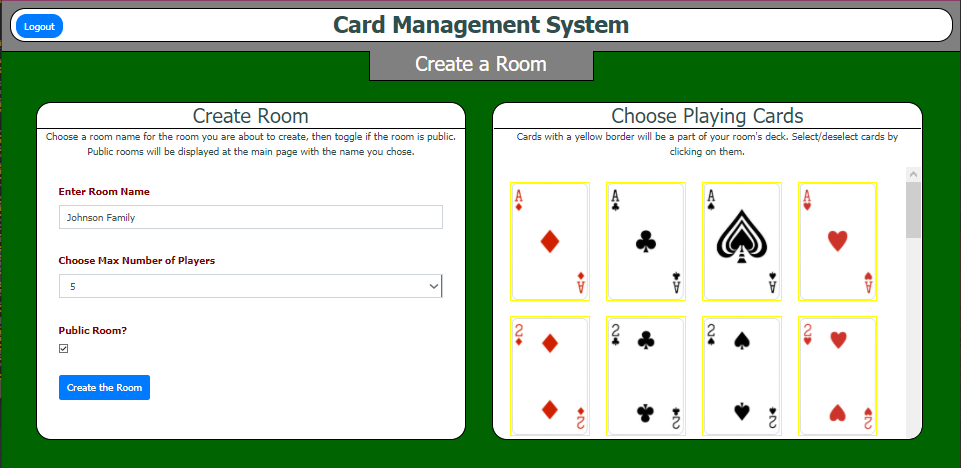 Logout
Card Management System
Create a Room
Create Room
Choose a room name for the room you are about to create, then toggle if the room is public.
Public rooms will be displayed at the main page with the name you chose.
Enter Room Name
Johnson Family
Choose Max Number of Players
5
Public Room?
Create the Room
Choose Playing Cards
Cards with a yellow border will be a part of your room's deck. Select/deselect cards by
clicking on them.
A A A A
A A A A
2 2 2 2
2 2 2 2